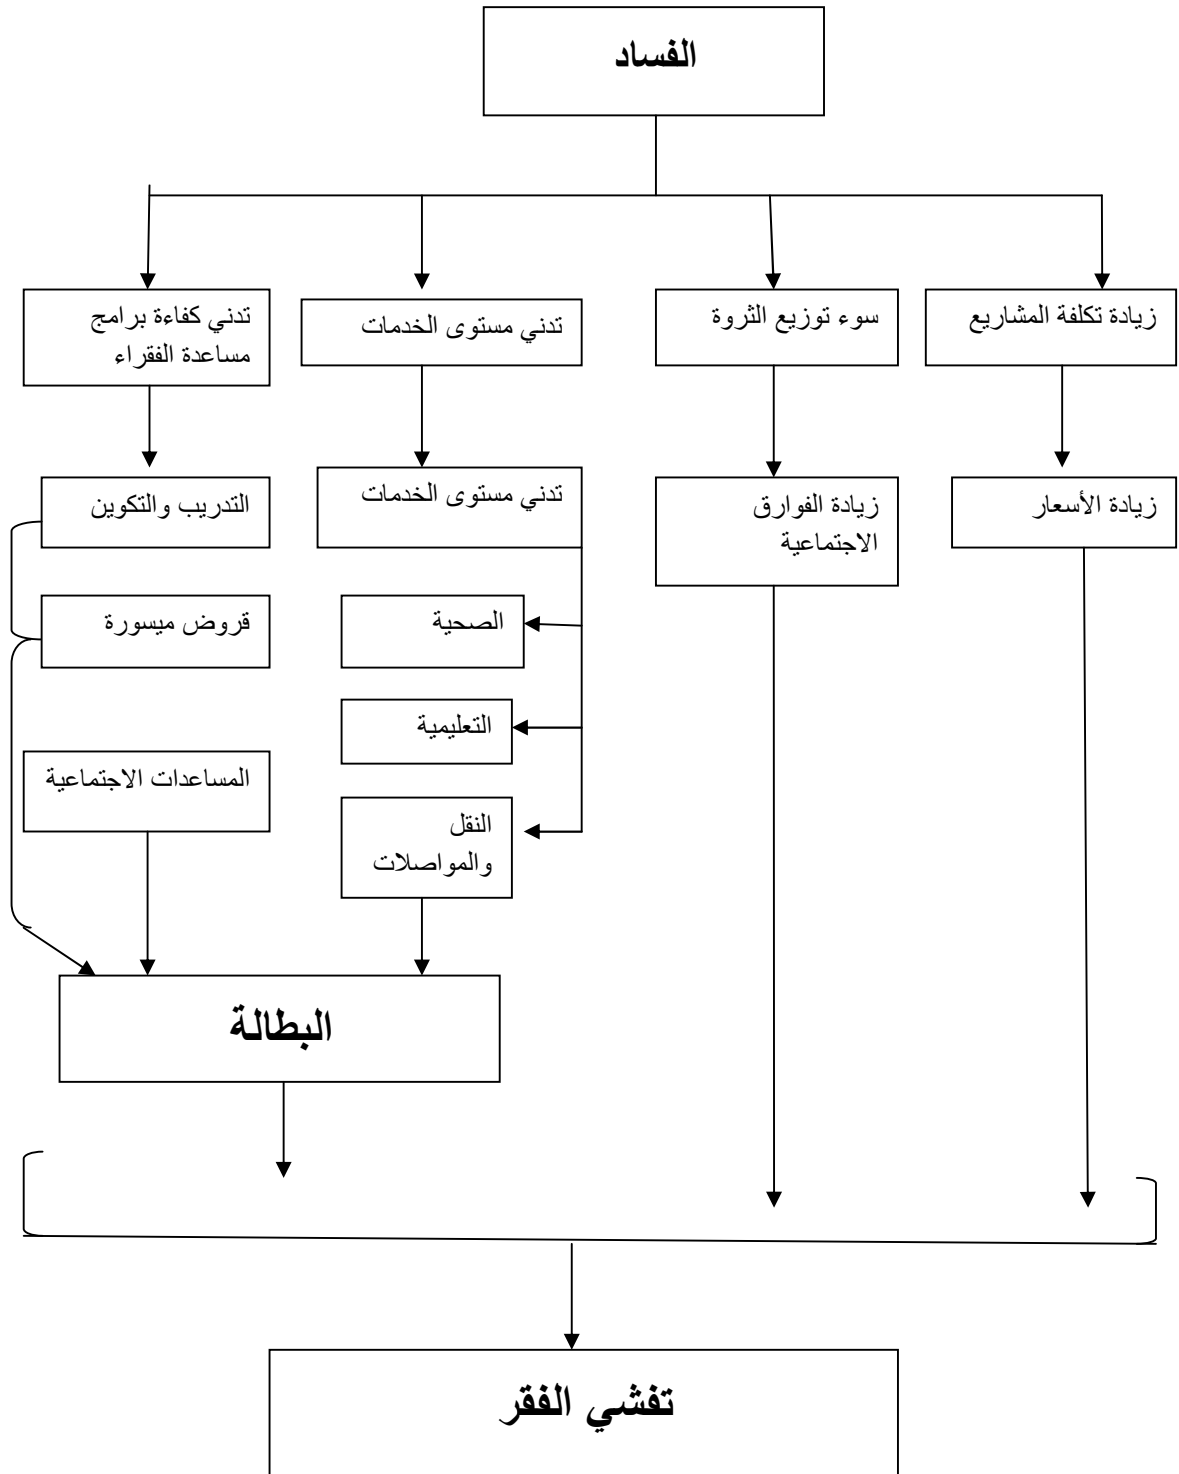 الفساد
زيادة تكلفة المشاريع
سوء توزيع الثروة
تدني مستوى الخدمات
تدني كفاءة برامج
مساعدة الفقراء
زيادة الأسعار
زيادة الفوارق
الاجتماعية
تدني مستوى الخدمات
التدريب والتكوين
الصحية
قروض ميسورة
التعليمية
المساعدات الاجتماعية
النقل
والمواصلات
البطالة
تفشي الفقر